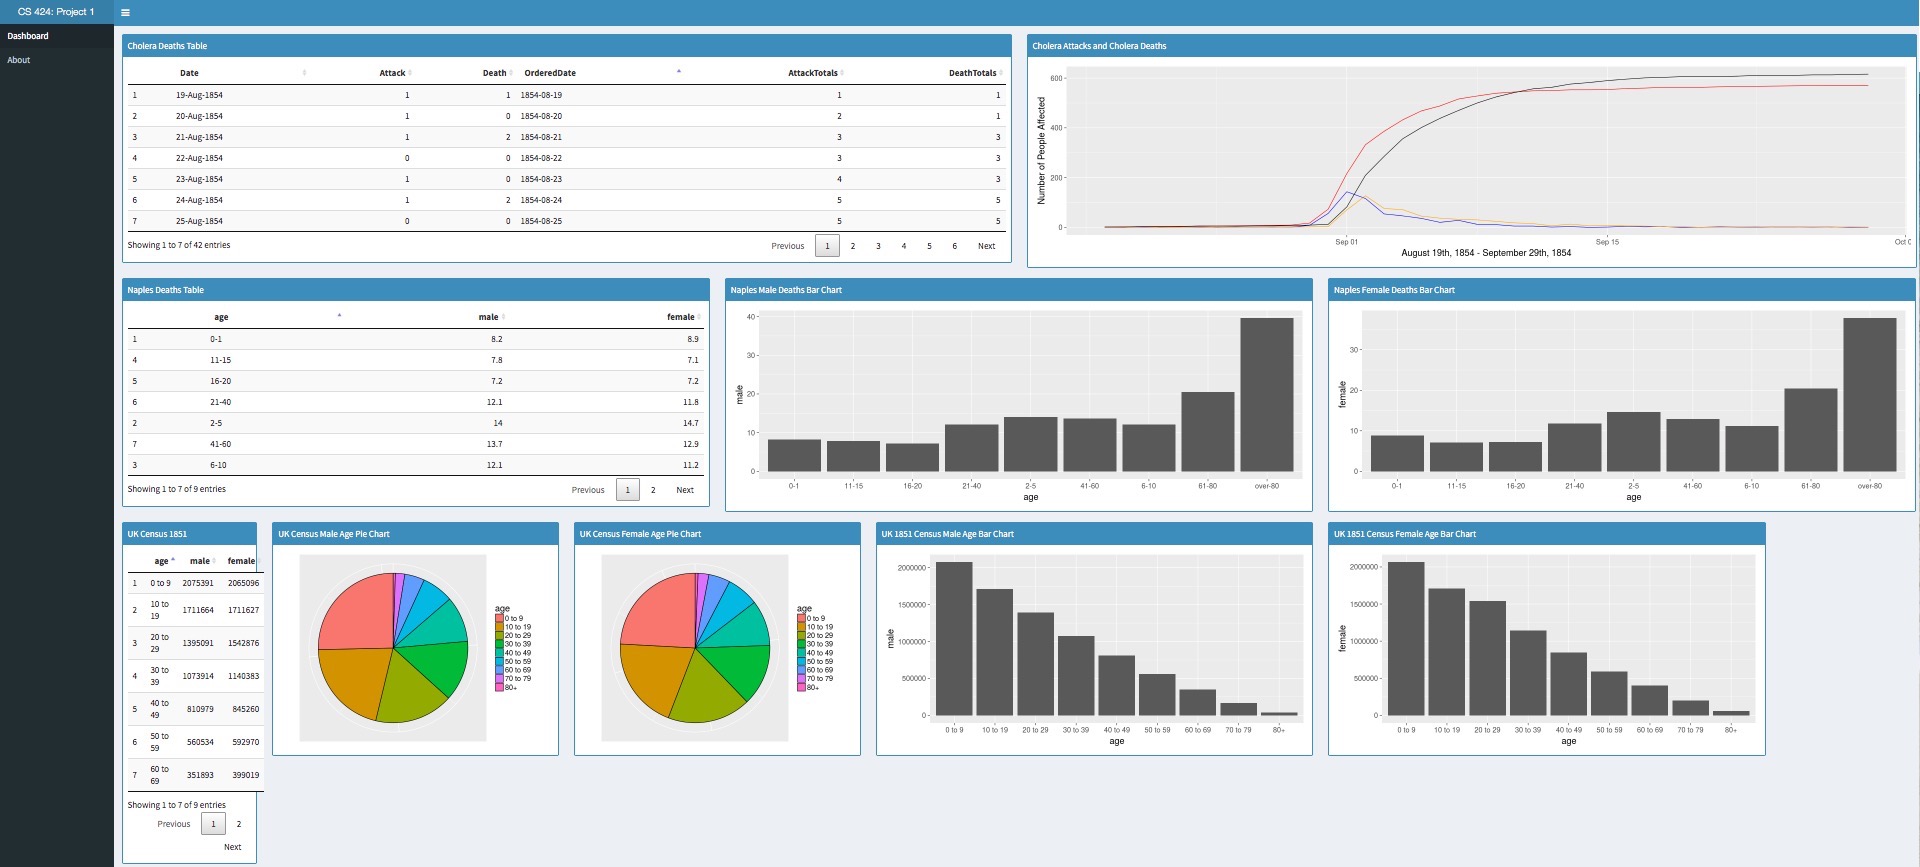 CS 424: Project 1
Dashboard
About
Cholera Deaths Table
Date Attack Death OrderedDate AttackTotals DeathTotals
1 19-Aug-1854 1 1 1854-08-19 1 1
2 20-Aug-1854 1 0 1854-08-20 2 1
3 21-Aug-1854 1 2 1854-08-21 3 3
4 22-Aug-1854 0 0 1854-08-22 3 3
5 23-Aug-1854 1 0 1854-08-23 4 3
6 24-Aug-1854 1 2 1854-08-24 5 5
7 25-Aug-1854 0 0 1854-08-25 5 5
Showing 1 to 7 of 42 entries
Previous 1 2 3 4 5 6 Next
Cholera Attacks and Cholera Deaths
Number of People Affected
600
400
200
0
Sep 01 Sep 15 Oct 0
August 19th, 1854 - September 29th, 1854
Naples Deaths Table
age male female
1 0-1 8.2 8.9
4 11-15 7.8 7.1
5 16-20 7.2 7.2
6 21-40 12.1 11.8
2 2-5 14 14.7
7 41-60 13.7 12.9
3 6-10 12.1 11.2
Showing 1 to 7 of 9 entries
Previous 1 2 Next
Naples Male Deaths Bar Chart
male
40
30
20
10
0
0-1 11-15 16-20 21-40 2-5 41-60 6-10 61-80 over-80
age
Naples Female Deaths Bar Chart
female
30
20
10
0
0-1 11-15 16-20 21-40 2-5 41-60 6-10 61-80 over-80
age
UK Census 1851
age male female
1 0 to 9 2075391 2065096
2 10 to 19 1711664 1711627
3 20 to 29 1395091 1542876
4 30 to 39 1073914 1140383
5 40 to 49 810979 845260
6 50 to 59 560534 592970
7 60 to 69 351893 399019
Showing 1 to 7 of 9 entries
Previous 1 2
Next
UK Census Male Age Pie Chart
age
0 to 9
10 to 19
20 to 29
30 to 39
40 to 49
50 to 59
60 to 69
70 to 79
80+
UK Census Female Age Pie Chart
age
0 to 9
10 to 19
20 to 29
30 to 39
40 to 49
50 to 59
60 to 69
70 to 79
80+
UK 1851 Census Male Age Bar Chart
male
2000000
1500000
1000000
500000
0
0 to 9 10 to 19 20 to 29 30 to 39 40 to 49 50 to 59 60 to 69 70 to 79 80+
age
UK 1851 Census Female Age Bar Chart
female
2000000
1500000
1000000
500000
0
0 to 9 10 to 19 20 to 29 30 to 39 40 to 49 50 to 59 60 to 69 70 to 79 80+
age